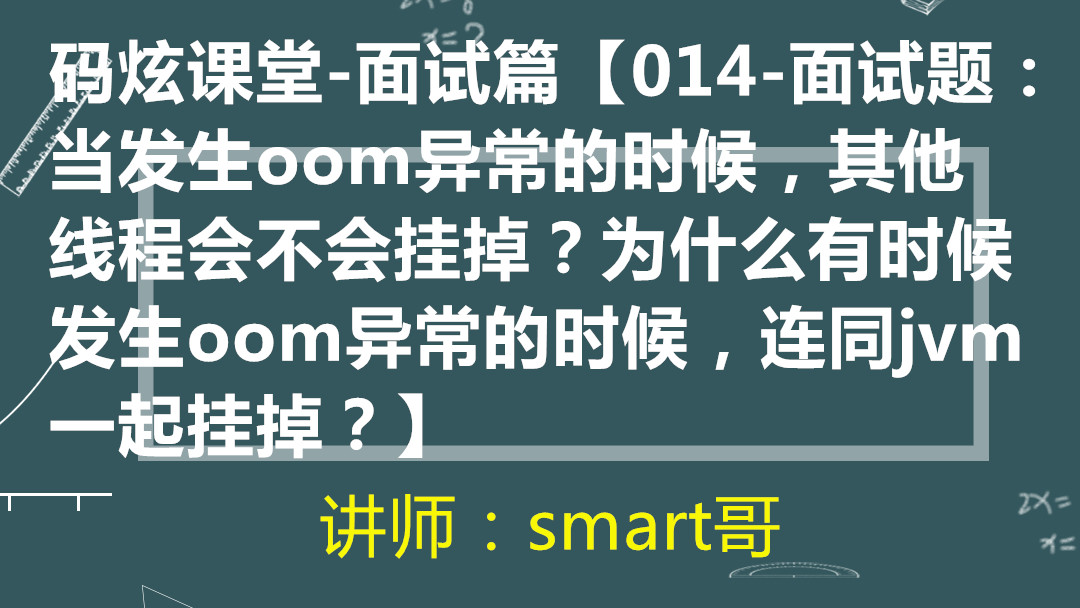 码炫课堂-面试篇【014-面试题：
当发生oom异常的时候，其他
线程会不会挂掉？为什么有时候
发生oom异常的时候，连同jvm
一起挂掉？】
讲师：smart哥
x=?
2x=
x=